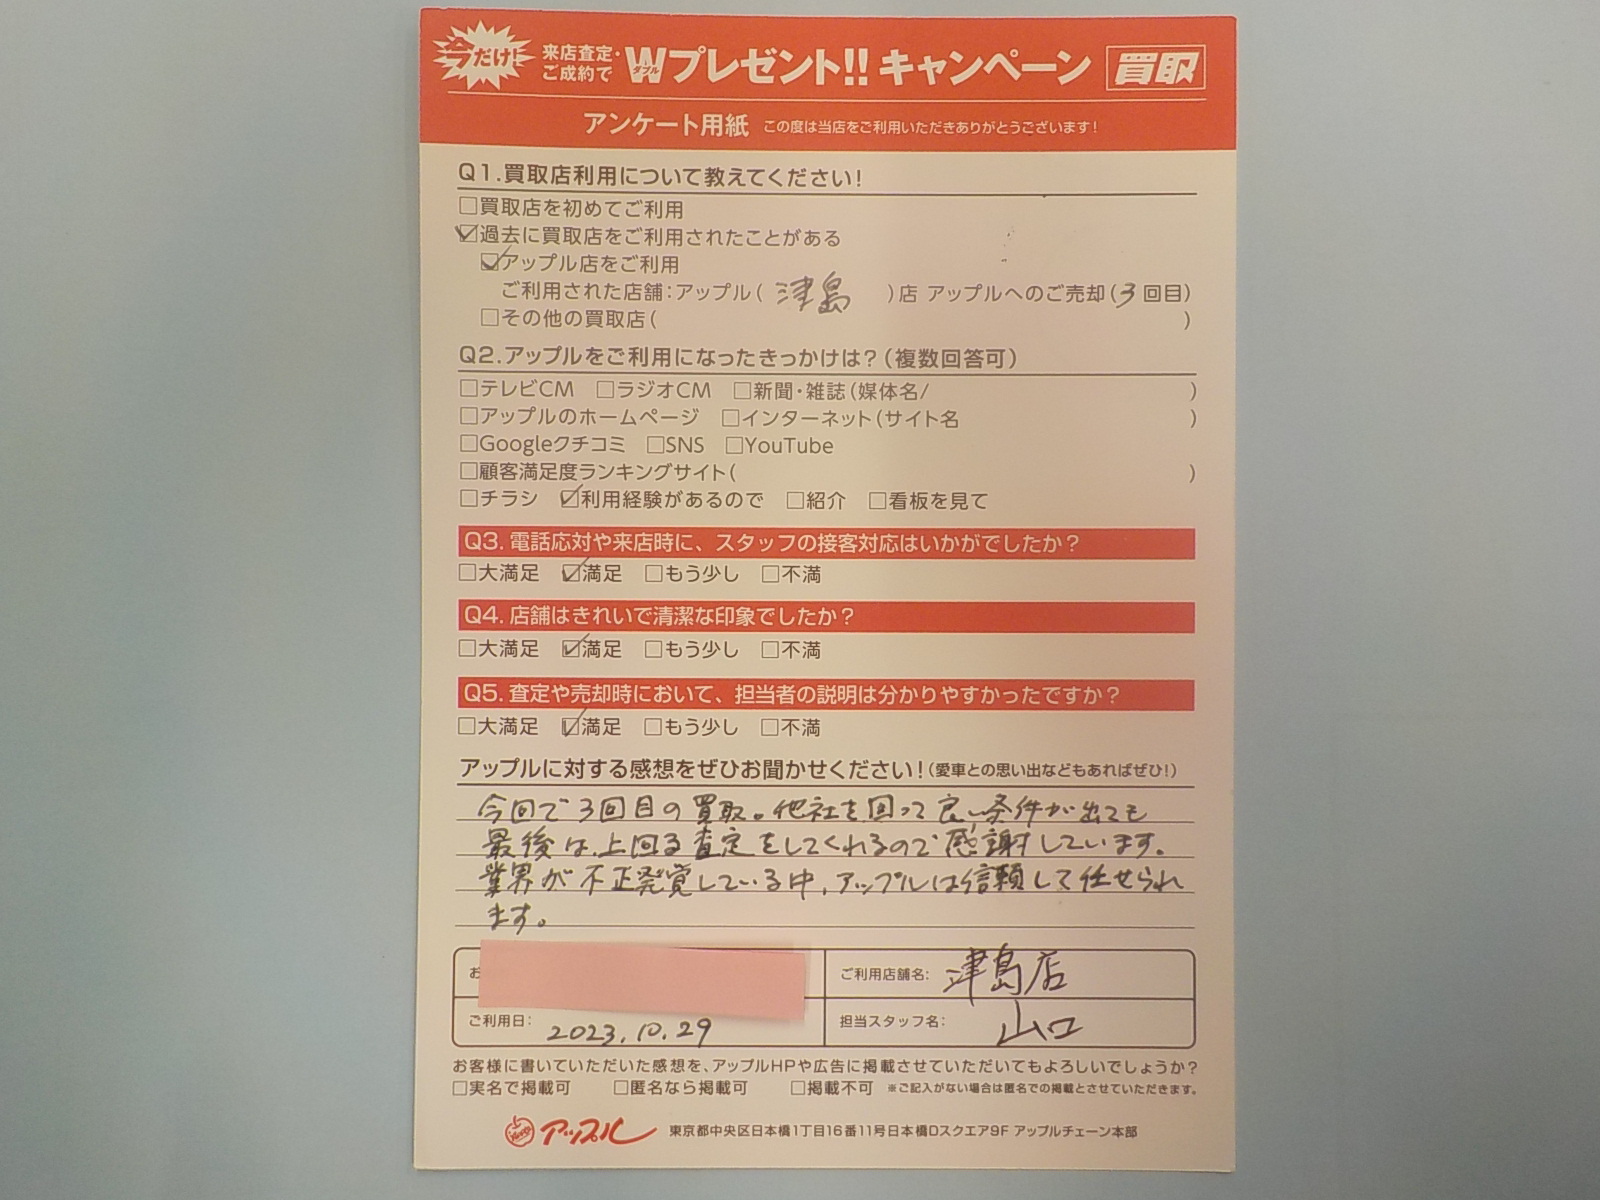 今だけ! 来店査定・ご成約で Wダブルプレゼント!! キャンペーン 買取
アンケート用紙 この度は当店をご利用いただきありがとうございます!
Q1.買取店利用について教えてください!
□買取店を初めてご利用
☑過去に買取店をご利用されたことがある
☑アップル店をご利用
ご利用された店舗:アップル( 津島 )店 アップルへのご売却(3回目)
□その他の買取店( )
Q2.アップルをご利用になったきっかけは?(複数回答可)
□テレビCM □ラジオCM □新聞・雑誌(媒体名/ )
□アップルのホームページ □インターネット(サイト名 )
□Googleクチコミ □SNS □YouTube
□顧客満足度ランキングサイト( )
□チラシ ☑利用経験があるので □紹介 □看板を見て
Q3. 電話応対や来店時に、スタッフの接客対応はいかがでしたか?
□大満足 ☑満足 □もう少し □不満
Q4. 店舗はきれいで清潔な印象でしたか?
□大満足 ☑満足 □もう少し □不満
Q5. 査定や売却時において、担当者の説明は分かりやすかったですか?
□大満足 ☑満足 □もう少し □不満
アップルに対する感想をぜひお聞かせください!(愛車との思い出などもあればぜひ!)
今回で3回目の買取。他社を回って良い条件が出ても
最後は、上回る査定をしてくれるので感謝しています。
業界が不正発覚している中、アップルは信頼して任せられ
ます。
お
ご利用店舗名: 津島店
ご利用日: 2023.10.29
担当スタッフ名: 山口
お客様に書いていただいた感想を、アップルHPや広告に掲載させていただいてもよろしいでしょうか?
□実名で掲載可 □匿名なら掲載可 □掲載不可 ※ご記入がない場合は匿名での掲載とさせていただきます。
アップル 東京都中央区日本橋1丁目16番11号日本橋Dスクエア9F アップルチェーン本部